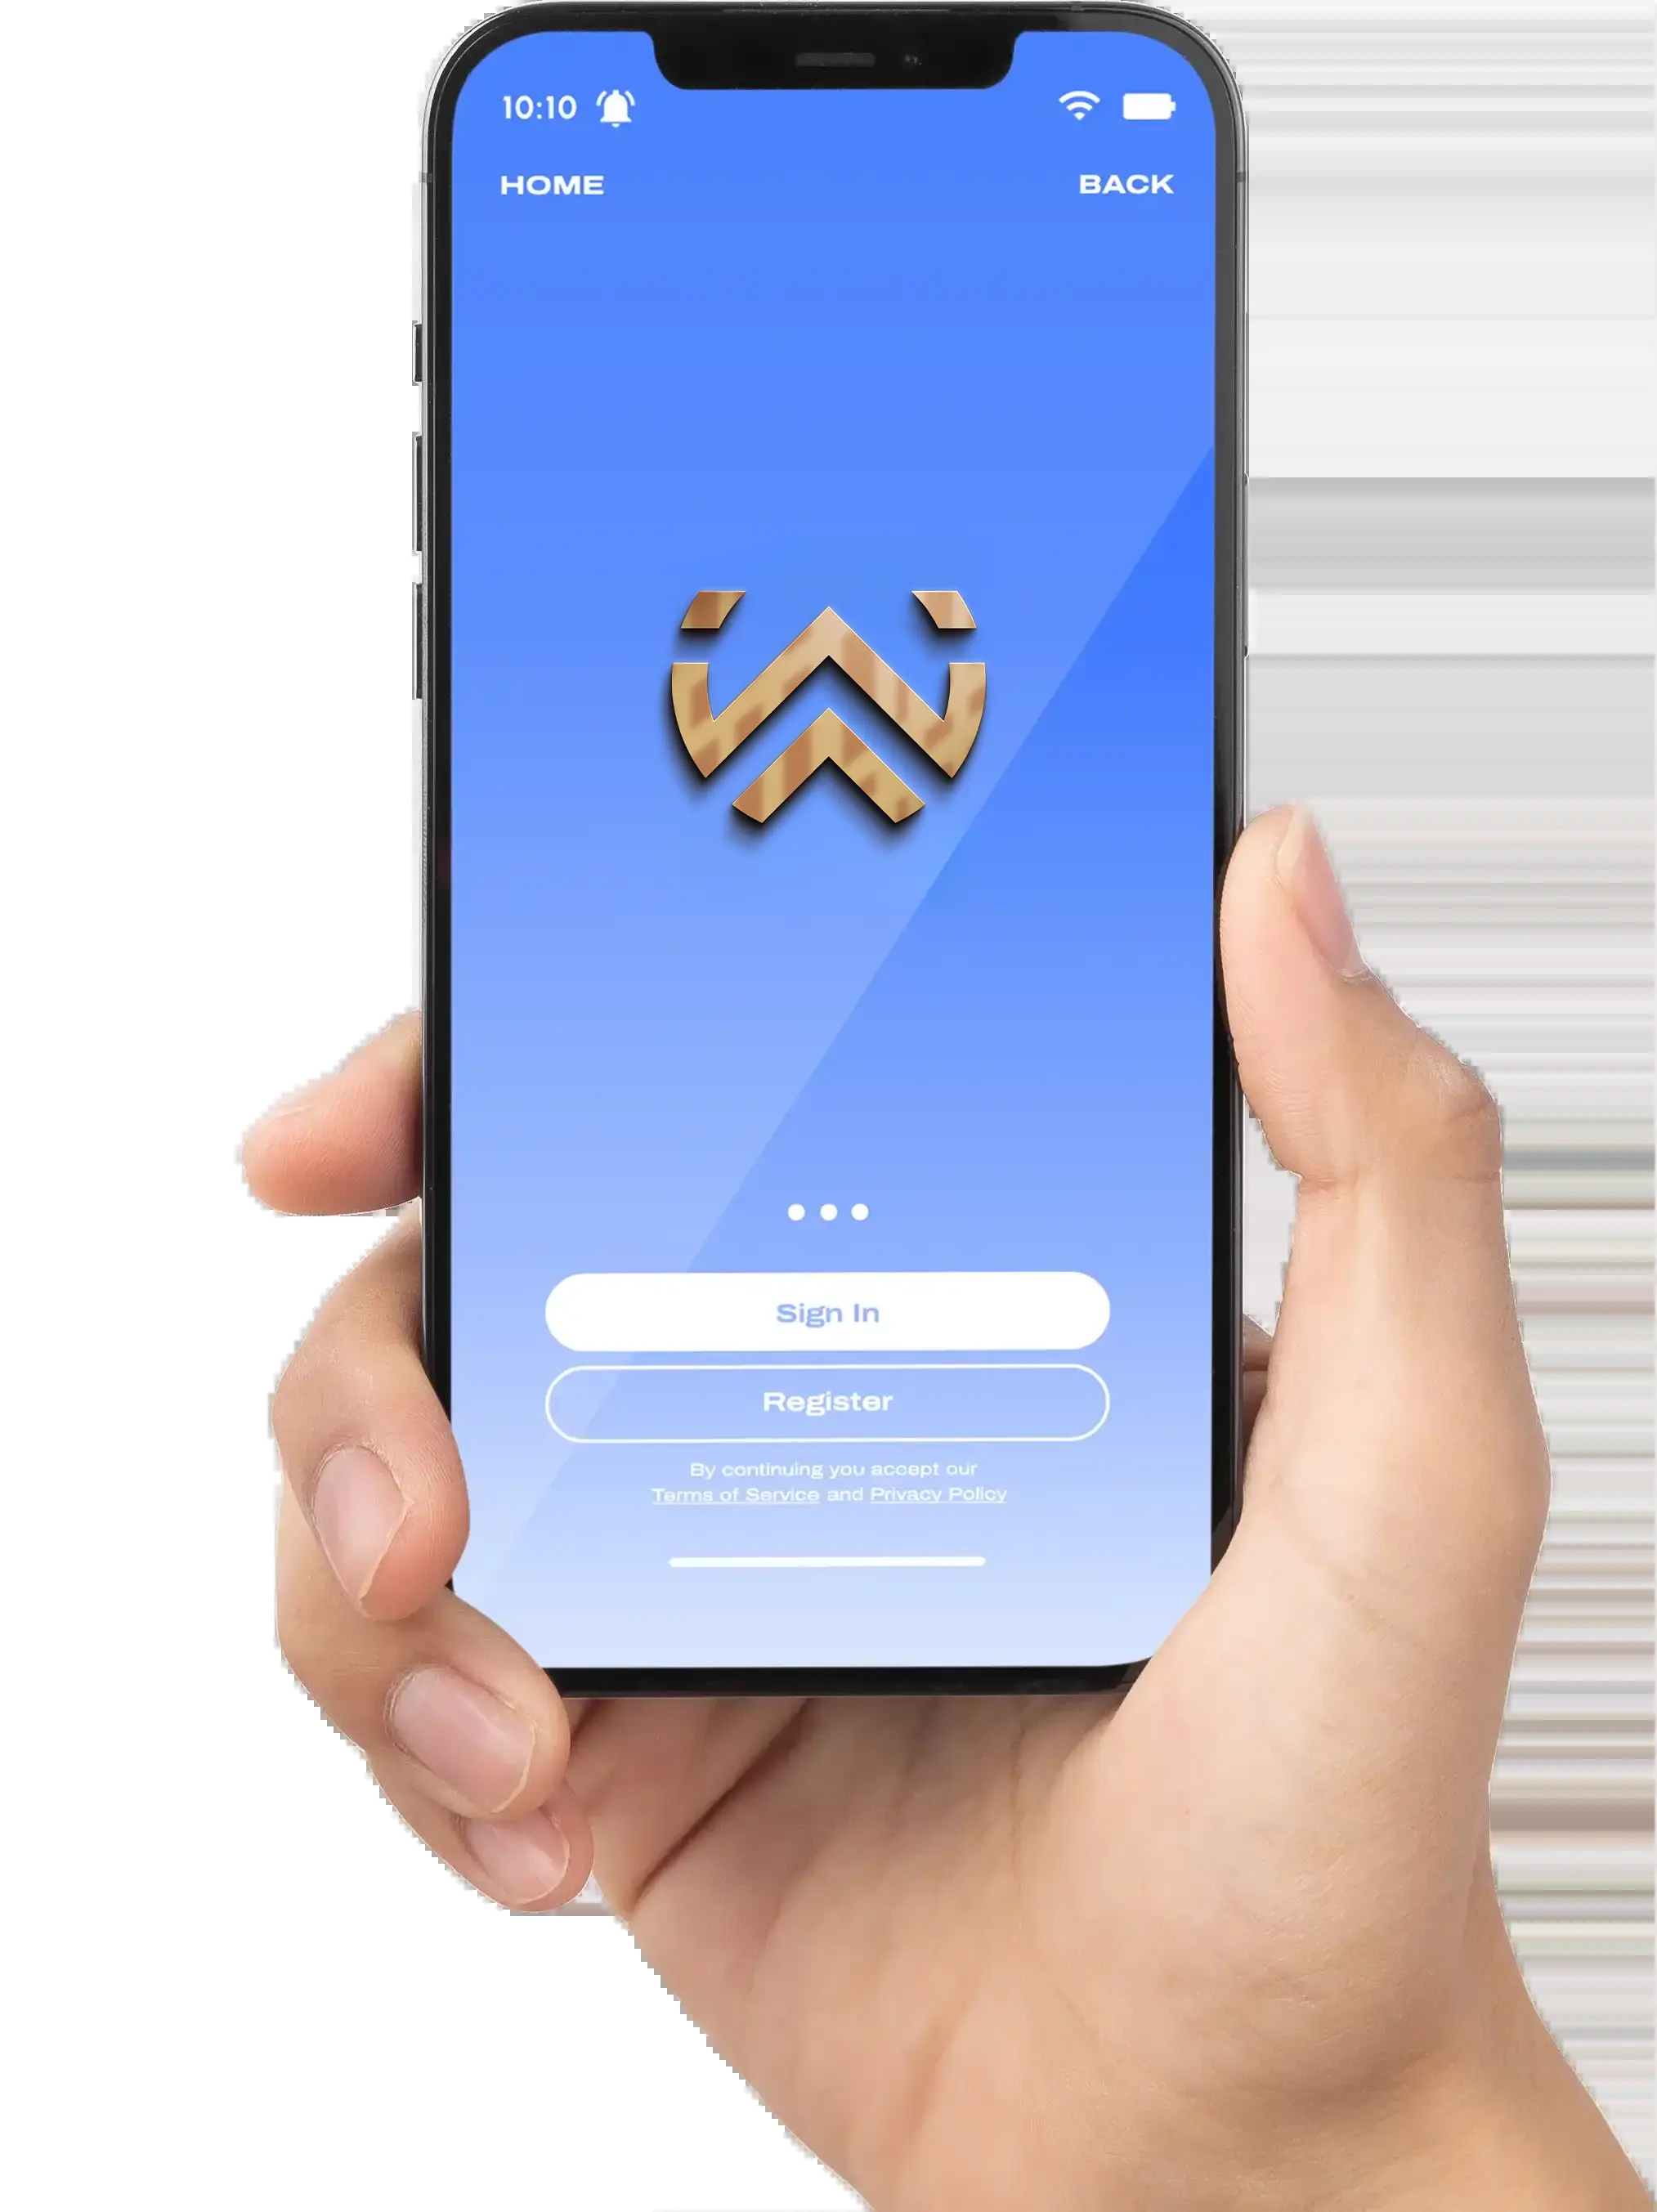 10:10
HOME BACK
Sign In
Register
By continuing you accept our
Terms of Service and Privacy Policy